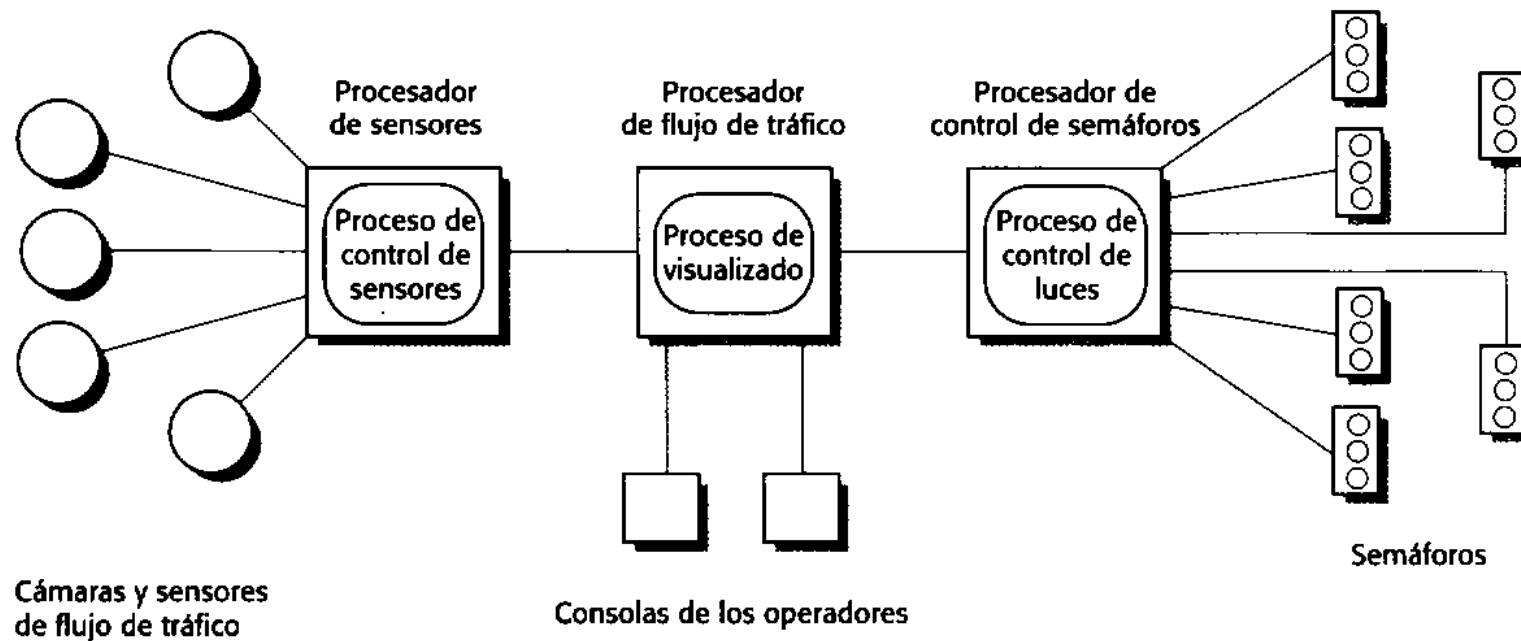 Procesador
de sensores
Procesador
de flujo de tráfico
Procesador de
control de semáforos
Proceso de
control de
sensores
Proceso de
visualizado
Proceso de
control de
luces
Semáforos
Cámaras y sensores
de flujo de tráfico
Consolas de los operadores